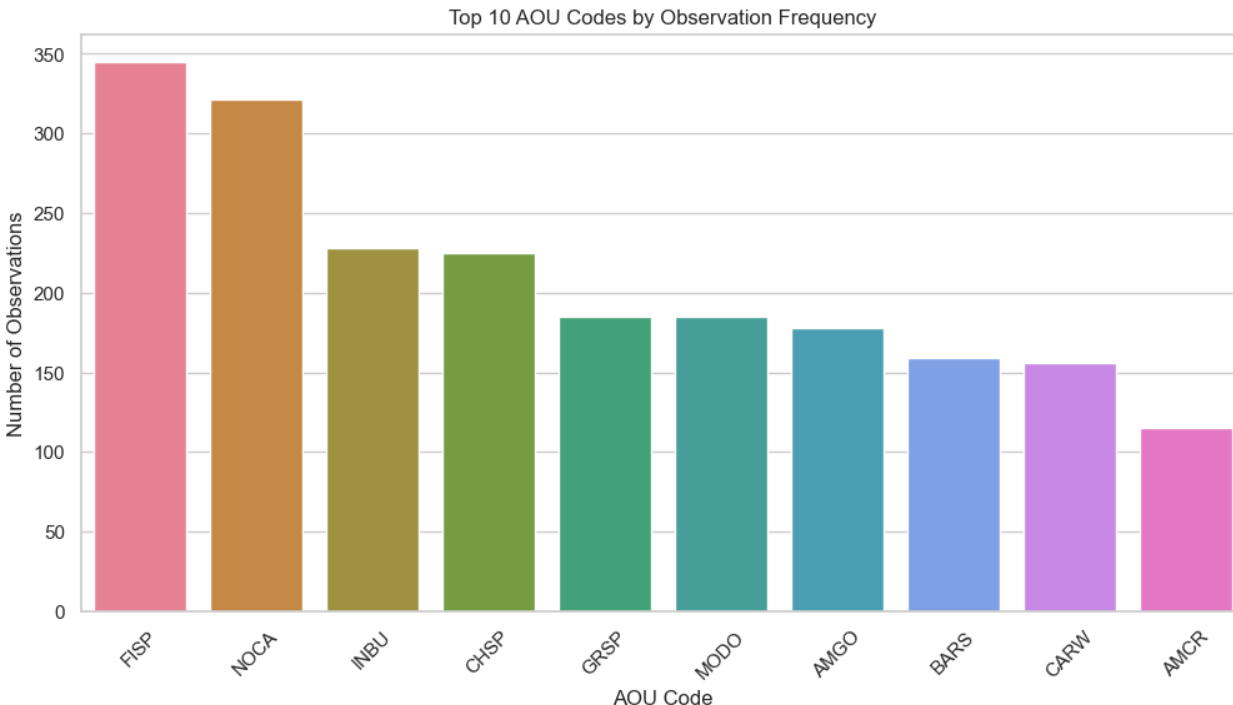 Top 10 AOU Codes by Observation Frequency
Number of Observations
350
300
250
200
150
100
50
0
FISP
NOCA
INBU
CHSP
GRSP
MODO
AMGO
BARS
CARW
AMCR
AOU Code